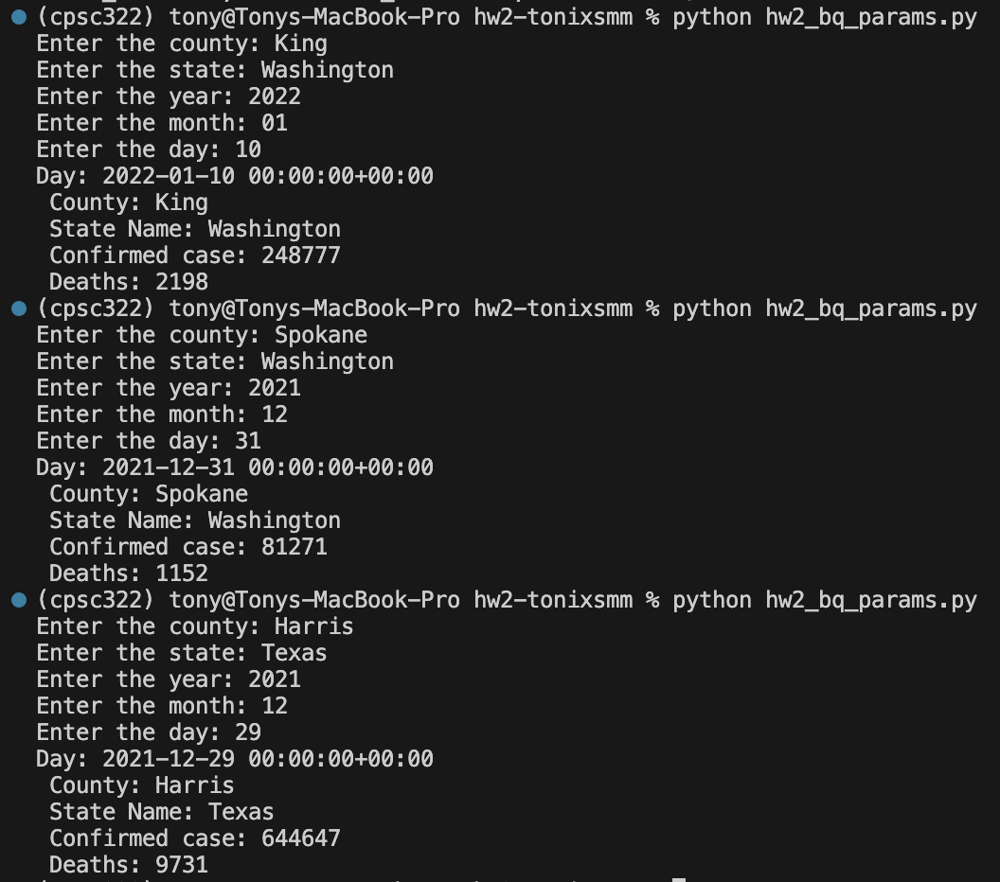 (cpsc322) tony@Tonys-MacBook-Pro hw2-tonixsmm % python hw2_bq_params.py
Enter the county: King
Enter the state: Washington
Enter the year: 2022
Enter the month: 01
Enter the day: 10
Day: 2022-01-10 00:00:00+00:00
 County: King
 State Name: Washington
 Confirmed case: 248777
 Deaths: 2198
(cpsc322) tony@Tonys-MacBook-Pro hw2-tonixsmm % python hw2_bq_params.py
Enter the county: Spokane
Enter the state: Washington
Enter the year: 2021
Enter the month: 12
Enter the day: 31
Day: 2021-12-31 00:00:00+00:00
 County: Spokane
 State Name: Washington
 Confirmed case: 81271
 Deaths: 1152
(cpsc322) tony@Tonys-MacBook-Pro hw2-tonixsmm % python hw2_bq_params.py
Enter the county: Harris
Enter the state: Texas
Enter the year: 2021
Enter the month: 12
Enter the day: 29
Day: 2021-12-29 00:00:00+00:00
 County: Harris
 State Name: Texas
 Confirmed case: 644647
 Deaths: 9731